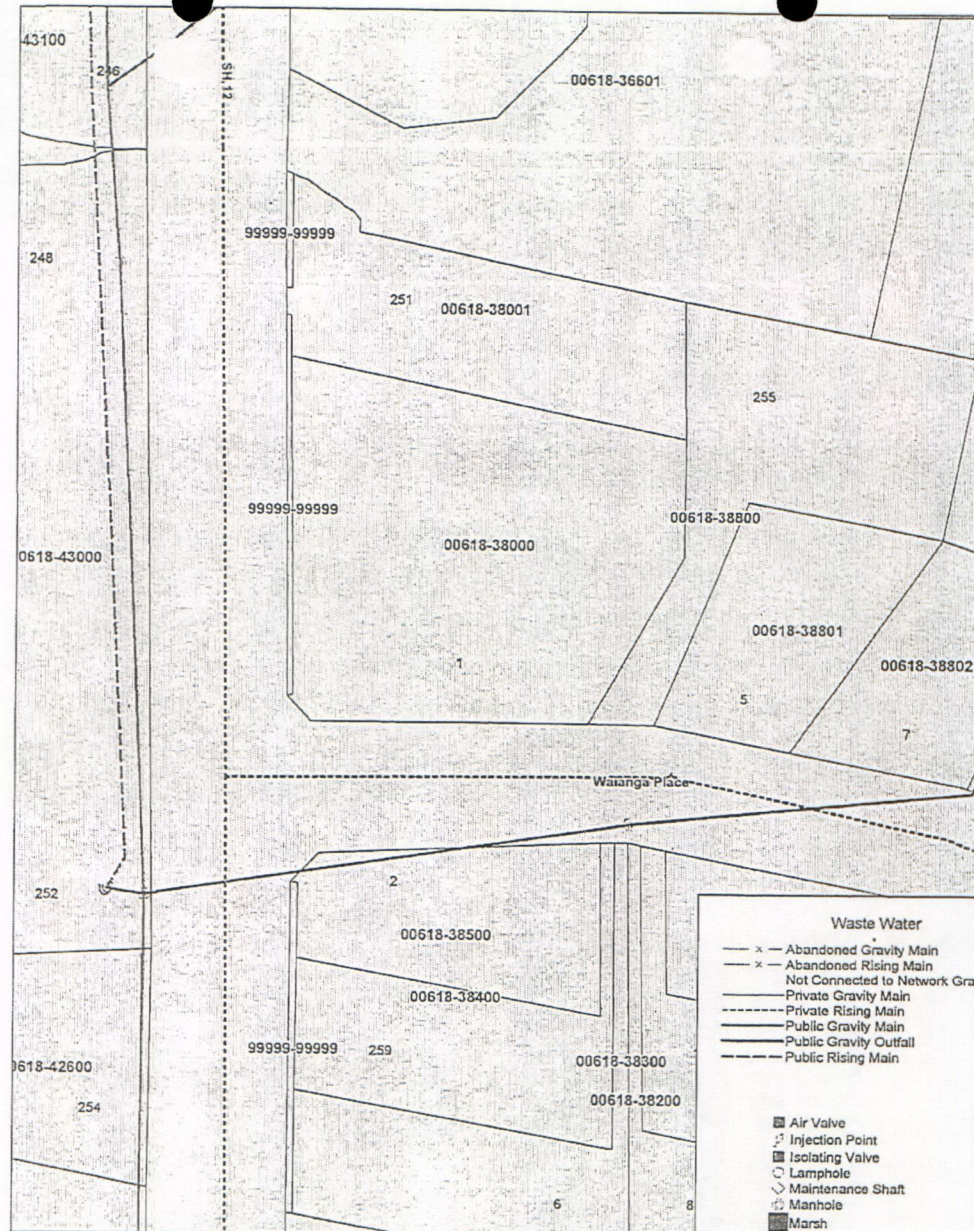 43100
246
SH 12
00618-36601
99999-99999
248
251
00618-38001
255
99999-99999
00618-38800
00618-38000
0618-43000
00618-38801
1
00618-38802
5
7
Waianga Place
252
2
00618-38500
00618-38400
99999-99999
259
00618-38300
0618-42600
00618-38200
254
6
8
Waste Water
Abandoned Gravity Main
Abandoned Rising Main
Not Connected to Network Gra
Private Gravity Main
Private Rising Main
Public Gravity Main
Public Gravity Outfall
Public Rising Main
Air Valve
Injection Point
Isolating Valve
Lamphole
Maintenance Shaft
Manhole
Marsh